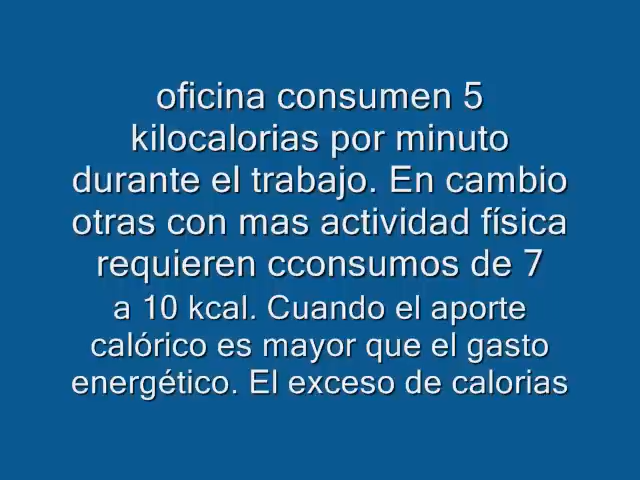 oficina consumen 5
kilocalorias por minuto
durante el trabajo. En cambio
otras con mas actividad física
requieren cconsumos de 7
a 10 kcal. Cuando el aporte
calórico es mayor que el gasto
energético. El exceso de calorias